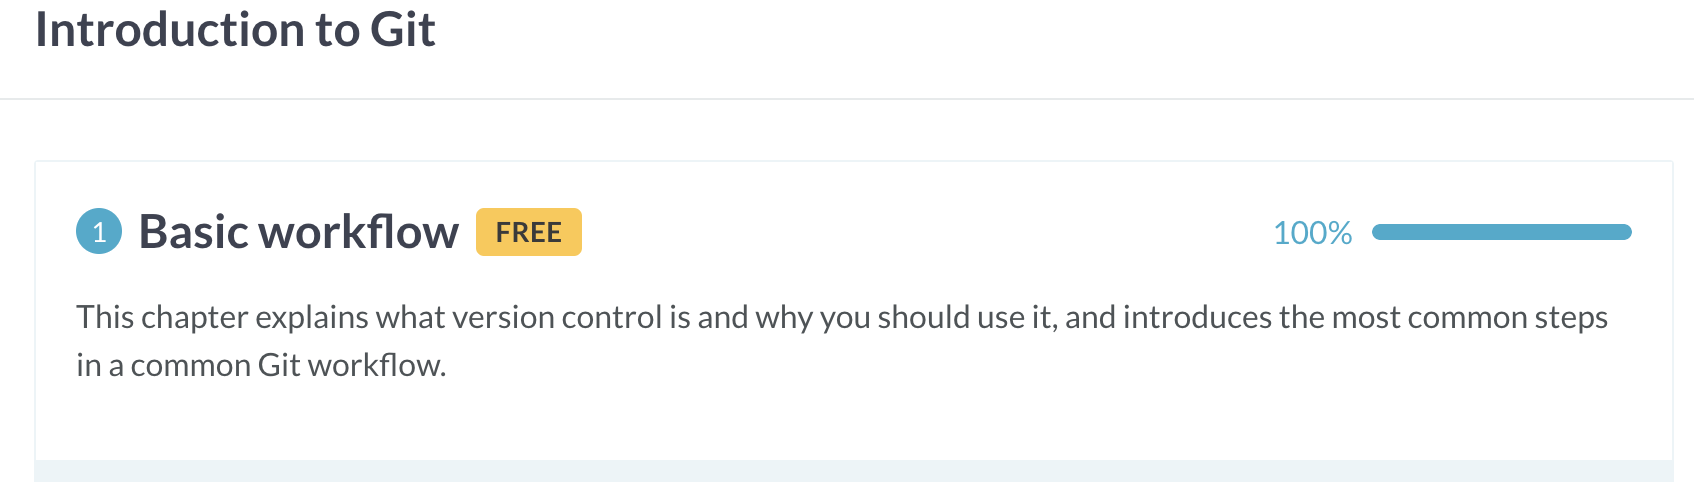 Introduction to Git
1 Basic workflow FREE 100%
This chapter explains what version control is and why you should use it, and introduces the most common steps
in a common Git workflow.